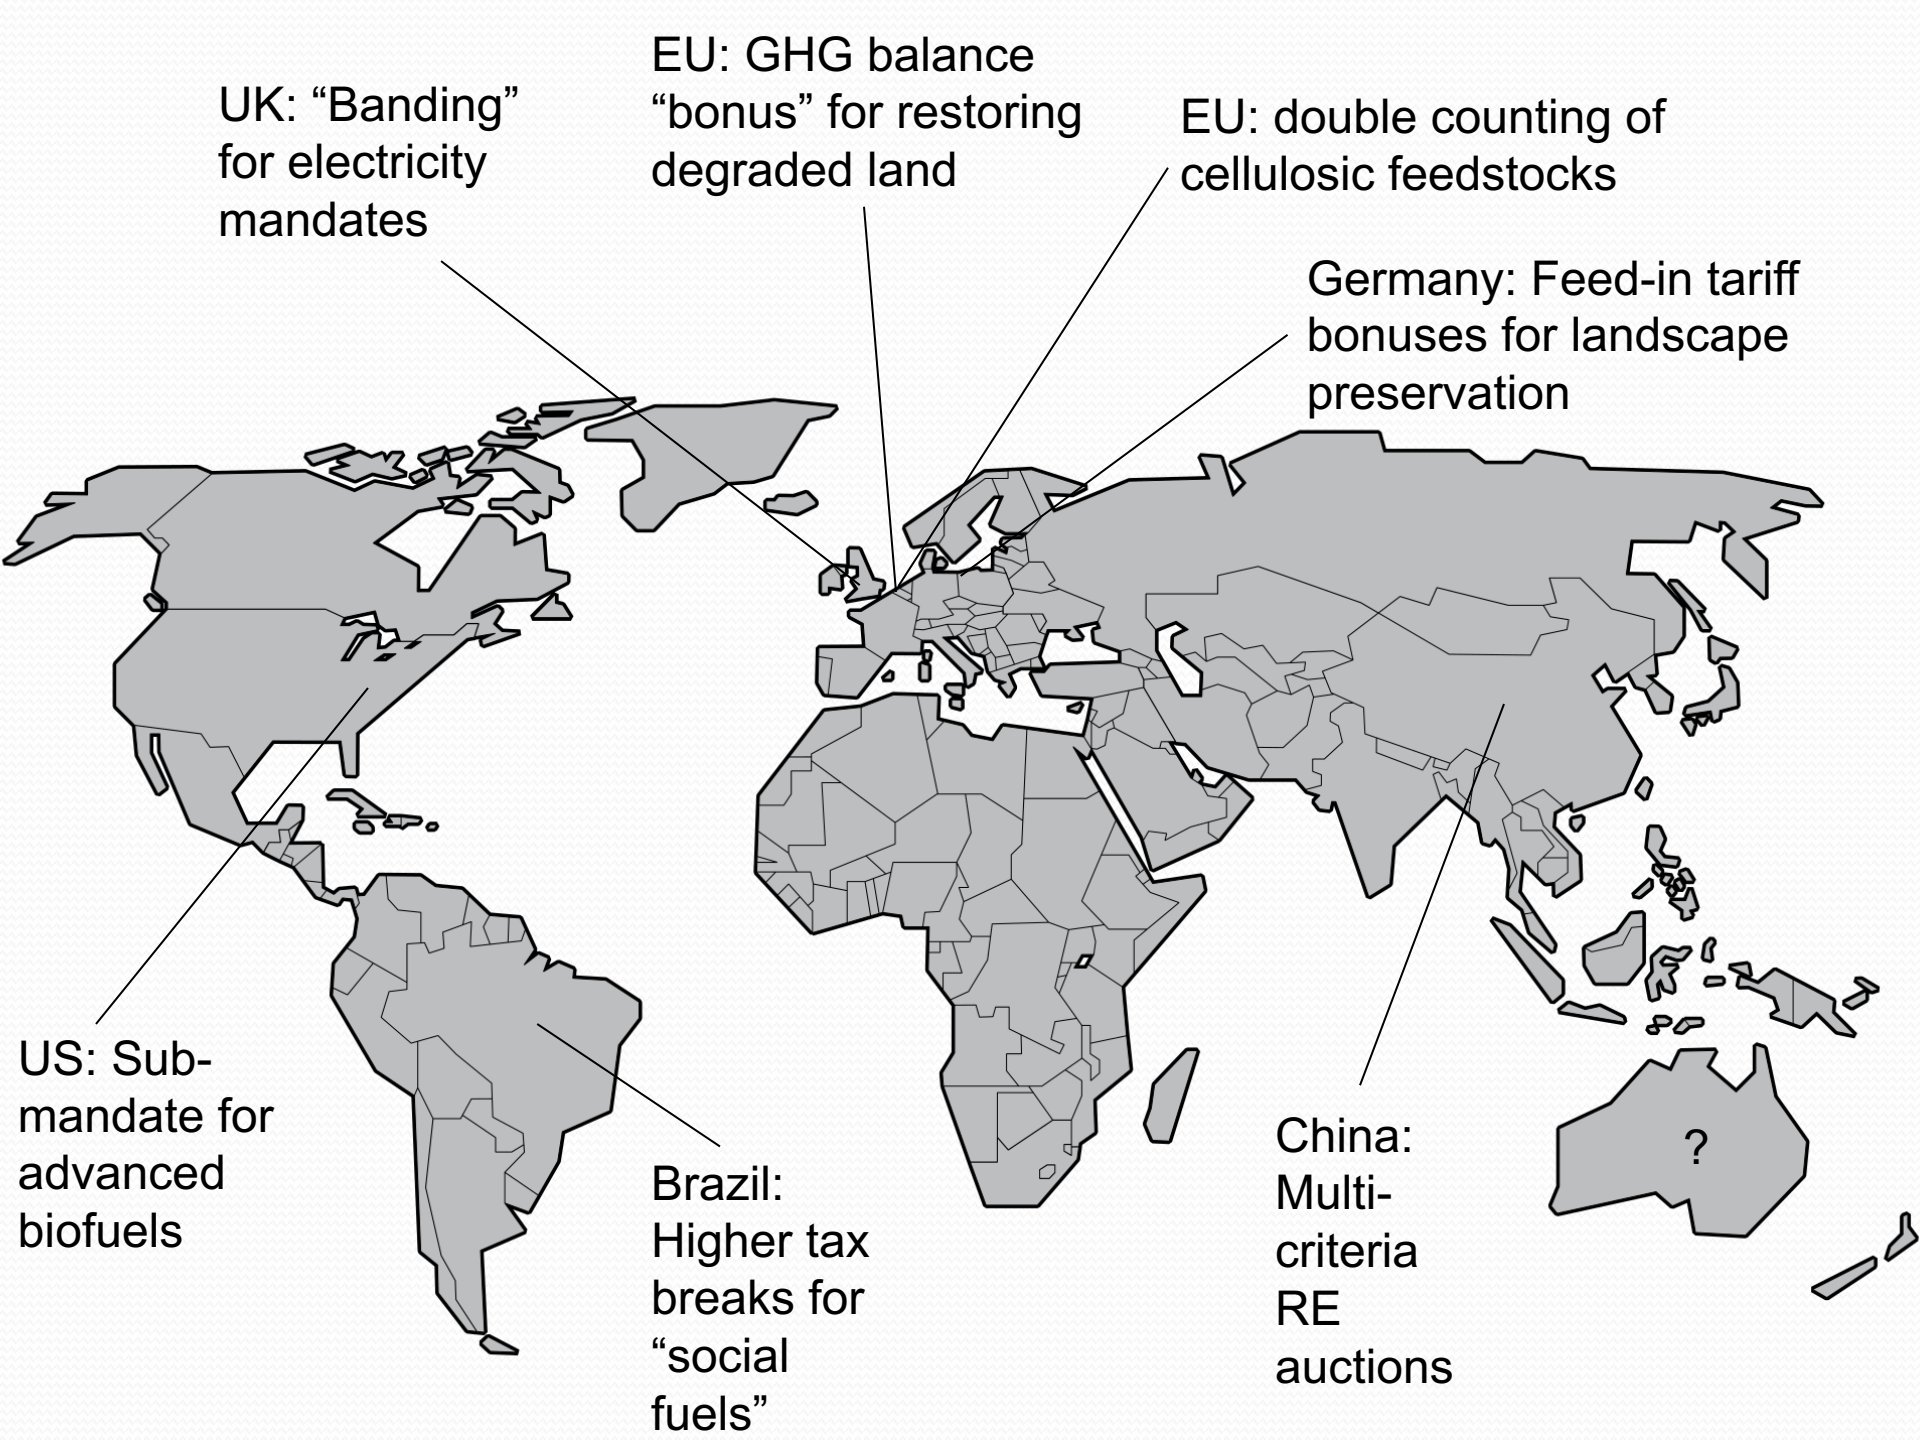 UK: “Banding”
for electricity
mandates
EU: GHG balance
“bonus” for restoring
degraded land
EU: double counting of
cellulosic feedstocks
Germany: Feed-in tariff
bonuses for landscape
preservation
US: Sub-
mandate for
advanced
biofuels
Brazil:
Higher tax
breaks for
“social
fuels”
China:
Multi-
criteria
RE
auctions
?